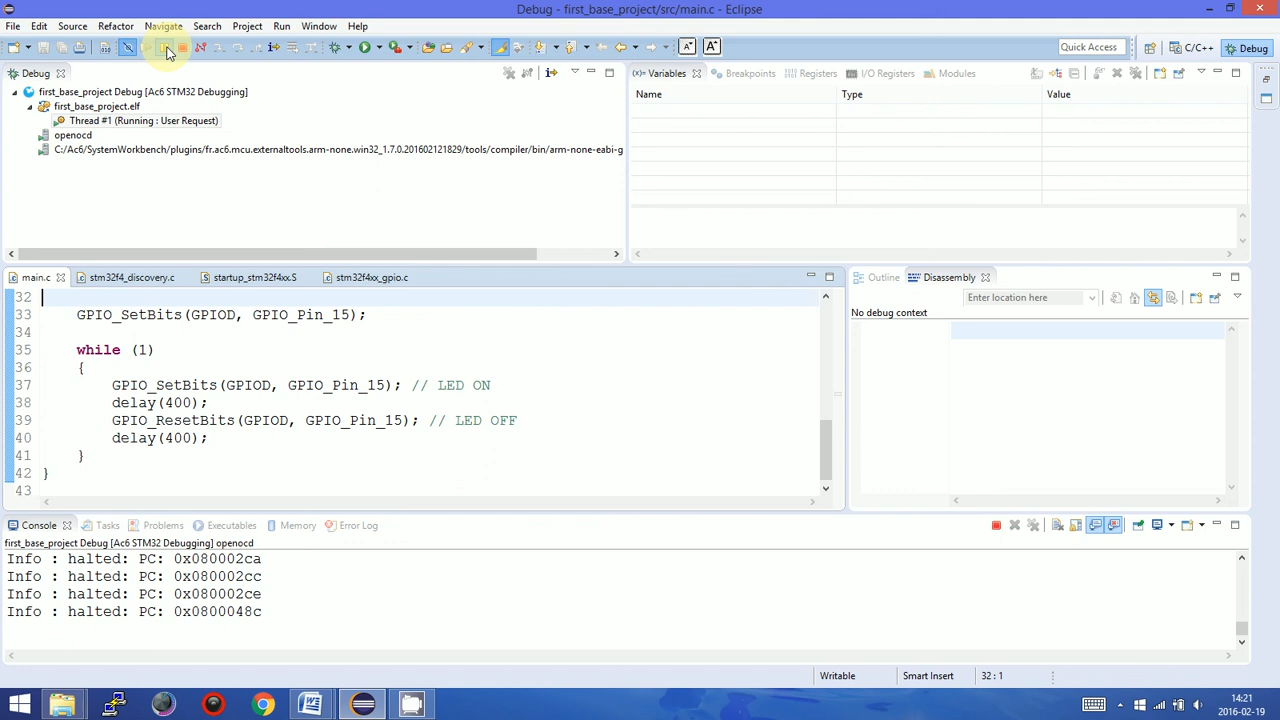 Debug - first_base_project/src/main.c - Eclipse
File Edit Source Refactor Navigate Search Project Run Window Help
Quick Access C/C++ Debug
Debug
first_base_project Debug [Ac6 STM32 Debugging]
first_base_project.elf
Thread #1 (Running : User Request)
openocd
C:/Ac6/SystemWorkbench/plugins/fr.ac6.mcu.externaltools.arm-none.win32_1.7.0.201602121829/tools/compiler/bin/arm-none-eabi-g
(x)= Variables Breakpoints Registers I/O Registers Modules
Name Type Value
main.c stm32f4_discovery.c startup_stm32f4xx.S stm32f4xx_gpio.c
32
33 GPIO_SetBits(GPIOD, GPIO_Pin_15);
34
35 while (1)
36 {
37 GPIO_SetBits(GPIOD, GPIO_Pin_15); // LED ON
38 delay(400);
39 GPIO_ResetBits(GPIOD, GPIO_Pin_15); // LED OFF
40 delay(400);
41 }
42 }
43
Outline Disassembly
Enter location here
No debug context
Console Tasks Problems Executables Memory Error Log
first_base_project Debug [Ac6 STM32 Debugging] openocd
Info : halted: PC: 0x080002ca
Info : halted: PC: 0x080002cc
Info : halted: PC: 0x080002ce
Info : halted: PC: 0x0800048c
Writable Smart Insert 32 : 1
14:21
2016-02-19